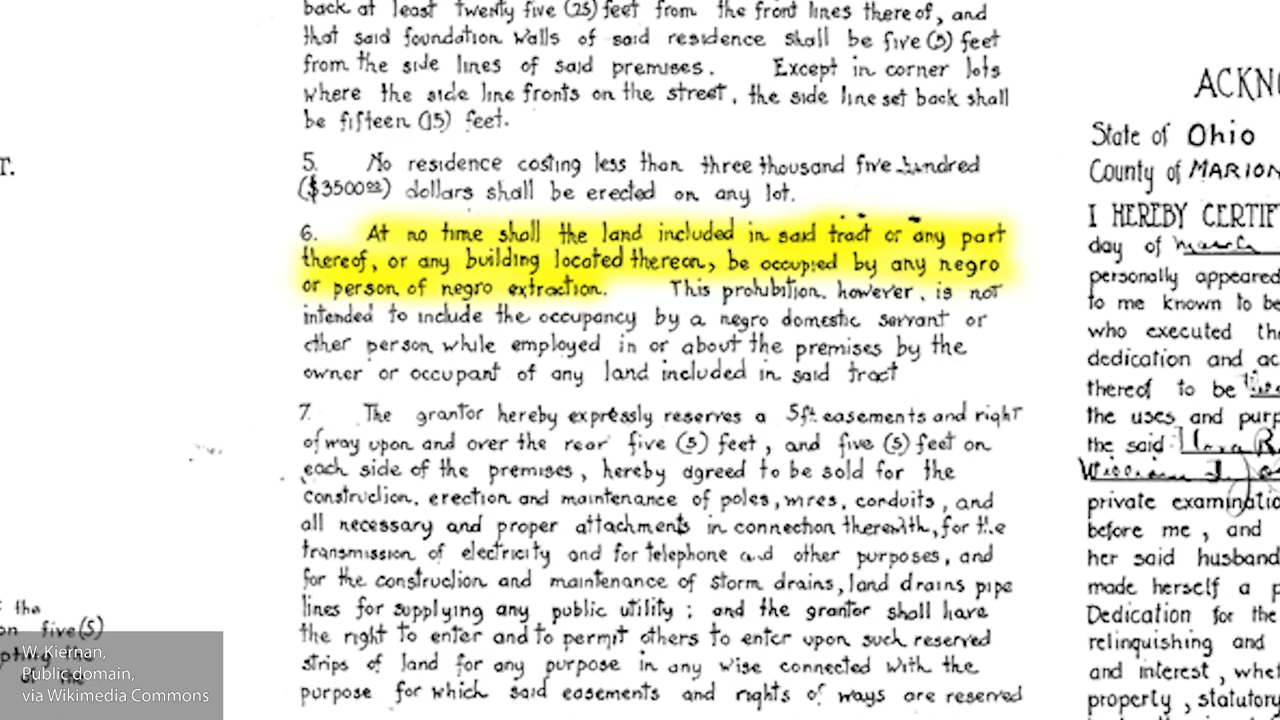 back at least twenty five (25) feet from the front lines thereof, and
that said foundation walls of said residence shall be five (5) feet
from the side lines of said premises. Except in corner lots
where the side line fronts on the street, the side line set back shall
be fifteen (15) feet.
5. No residence costing less than three thousand five hundred
($3500.00) dollars shall be erected on any lot.
6. At no time shall the land included in said tract or any part
thereof, or any building located thereon, be occupied by any negro
or person of negro extraction. This prohibition, however, is not
intended to include the occupancy by a negro domestic servant or
other person while employed in or about the premises by the
owner or occupant of any land included in said tract
7. The grantor hereby expressly reserves a 5ft easements and right
of way upon and over the rear five (5) feet, and five (5) feet on
each side of the premises, hereby agreed to be sold for the
construction, erection and maintenance of poles, wires, conduits, and
all necessary and proper attachments in connection therewith, for the
transmission of electricity and for telephone and other purposes, and
for the construction and maintenance of storm drains, land drains pipe
lines for supplying any public utility; and the grantor shall have
the right to enter and to permit others to enter upon such reserved
strips of land for any purpose in any wise connected with the
purpose for which said easements and rights of ways are reserved
T.
the
on five (5)
W. Kiernan,
Public domain,
via Wikimedia Commons
ACKN
State of Ohio
County of MARION
I HEREBY CERTIF
day of March
personally appeared
to me known to be
who executed th
dedication and ac
thereof to be
the uses and purp
the said
William J.
private examinatio
before me, and
her said husband
made herself a p
Dedication for the
relinquishing and
and interest, whe
property, statutory